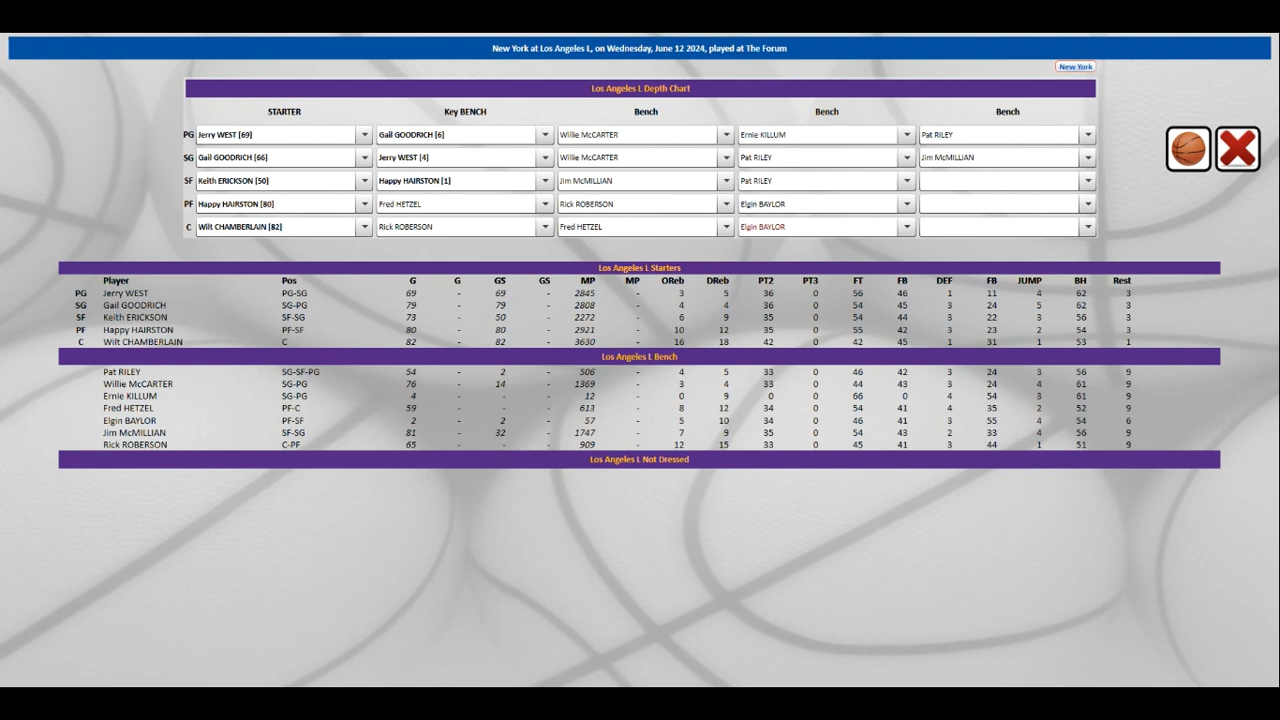 New York at Los Angeles L, on Wednesday, June 12 2024, played at The Forum
New York
Los Angeles L Depth Chart
STARTER Key BENCH Bench Bench Bench
PG Jerry WEST [69] Gail GOODRICH [6] Willie McCARTER Ernie KILLUM Pat RILEY
SG Gail GOODRICH [66] Jerry WEST [4] Willie McCARTER Pat RILEY Jim McMILLIAN
SF Keith ERICKSON [50] Happy HAIRSTON [1] Jim McMILLIAN Pat RILEY
PF Happy HAIRSTON [80] Fred HETZEL Rick ROBERSON Elgin BAYLOR
C Wilt CHAMBERLAIN [82] Rick ROBERSON Fred HETZEL Elgin BAYLOR
Los Angeles L Starters
Player Pos G G GS GS MP MP OReb DReb PT2 PT3 FT FB DEF FB JUMP BH Rest
PG Jerry WEST PG-SG 69 - 69 - 2845 - 3 5 36 0 56 46 1 11 4 62 3
SG Gail GOODRICH SG-PG 79 - 79 - 2808 - 4 4 36 0 54 45 3 24 5 62 3
SF Keith ERICKSON SF-SG 73 - 50 - 2272 - 6 9 35 0 54 44 3 22 3 56 3
PF Happy HAIRSTON PF-SF 80 - 80 - 2921 - 10 12 35 0 55 42 3 23 2 54 3
C Wilt CHAMBERLAIN C 82 - 82 - 3630 - 16 18 42 0 42 45 1 31 1 53 1
Los Angeles L Bench
Pat RILEY SG-SF-PG 54 - 2 - 506 - 4 5 33 0 46 42 3 24 3 56 9
Willie McCARTER SG-PG 76 - 14 - 1369 - 3 4 33 0 44 43 3 24 4 61 9
Ernie KILLUM SG-PG 4 - - - 12 - 0 9 0 0 66 0 4 54 3 61 9
Fred HETZEL PF-C 59 - - - 613 - 8 12 34 0 54 41 4 35 2 52 9
Elgin BAYLOR PF-SF 2 - 2 - 57 - 5 10 34 0 46 41 3 55 4 54 6
Jim McMILLIAN SF-SG 81 - 32 - 1747 - 7 9 35 0 54 43 2 33 4 56 9
Rick ROBERSON C-PF 65 - - - 909 - 12 15 33 0 45 41 3 44 1 51 9
Los Angeles L Not Dressed